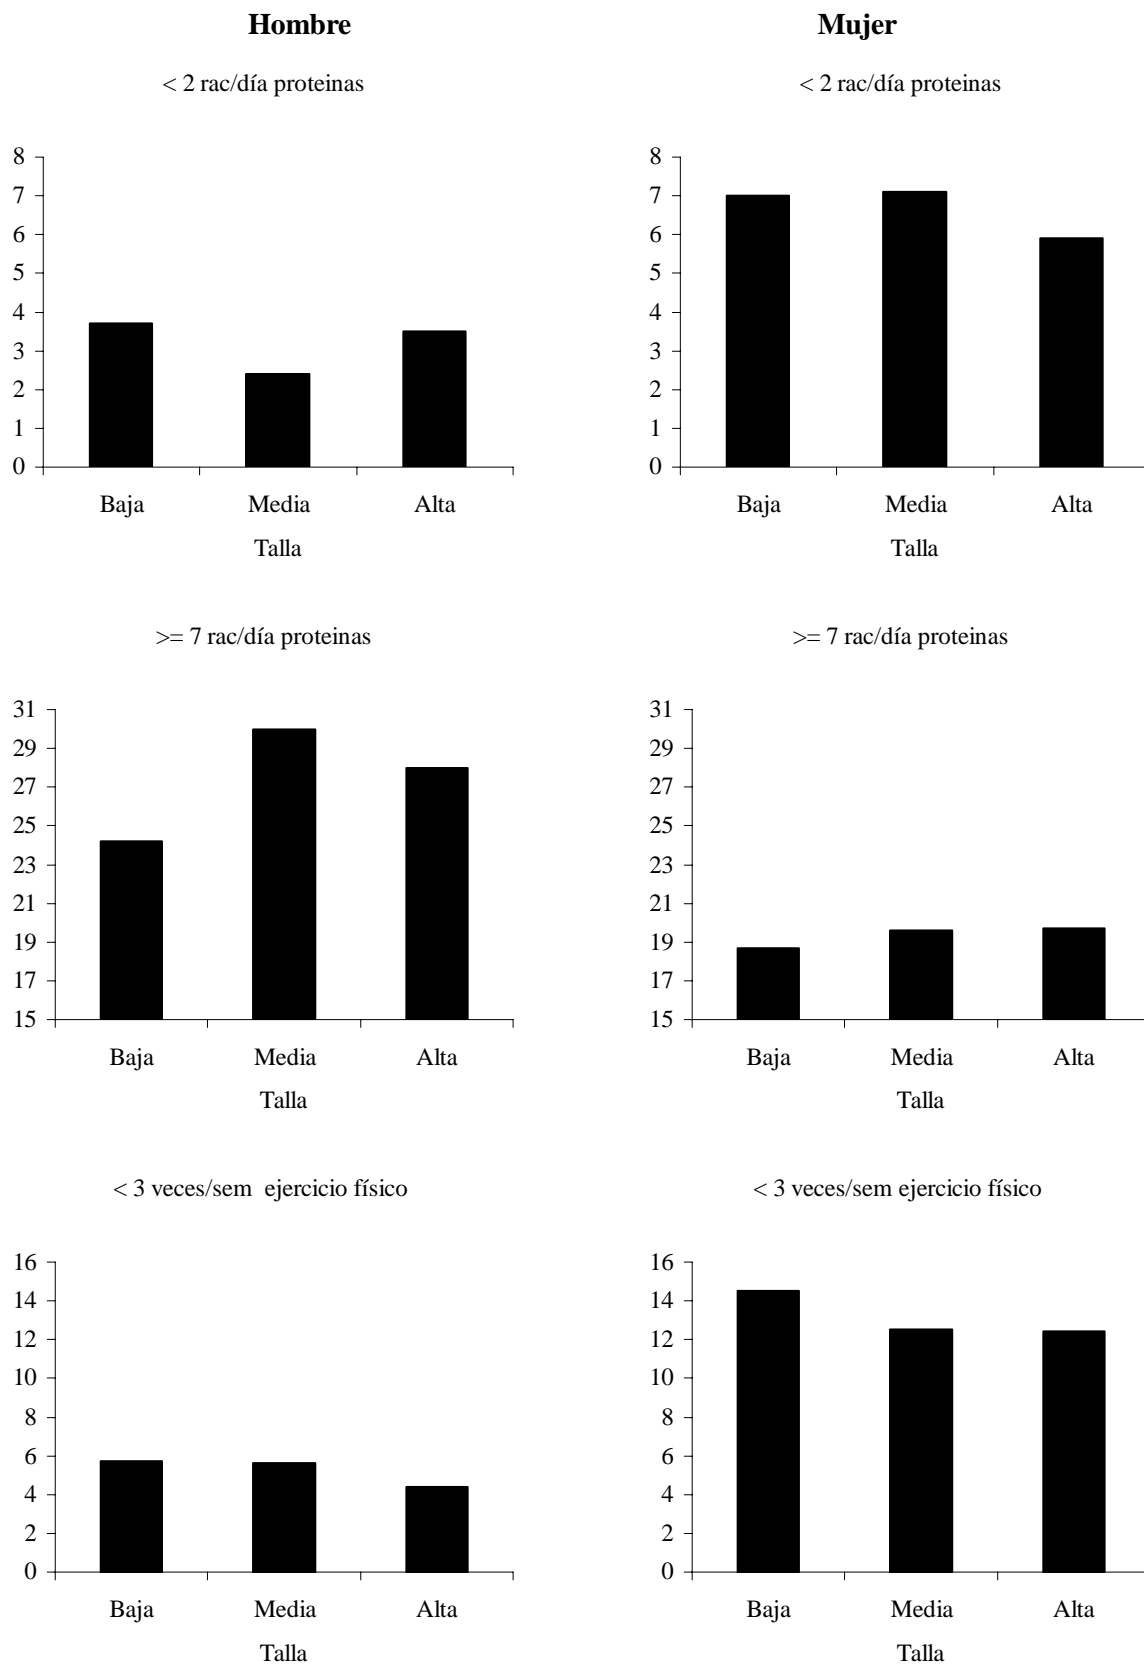 Hombre
Mujer
< 2 rac/día proteinas
< 2 rac/día proteinas
8
7
6
5
4
3
2
1
0
Baja Media Alta
Talla
8
7
6
5
4
3
2
1
0
Baja Media Alta
Talla
>= 7 rac/día proteinas
>= 7 rac/día proteinas
31
29
27
25
23
21
19
17
15
Baja Media Alta
Talla
31
29
27
25
23
21
19
17
15
Baja Media Alta
Talla
< 3 veces/sem ejercicio físico
< 3 veces/sem ejercicio físico
16
14
12
10
8
6
4
2
0
Baja Media Alta
Talla
16
14
12
10
8
6
4
2
0
Baja Media Alta
Talla